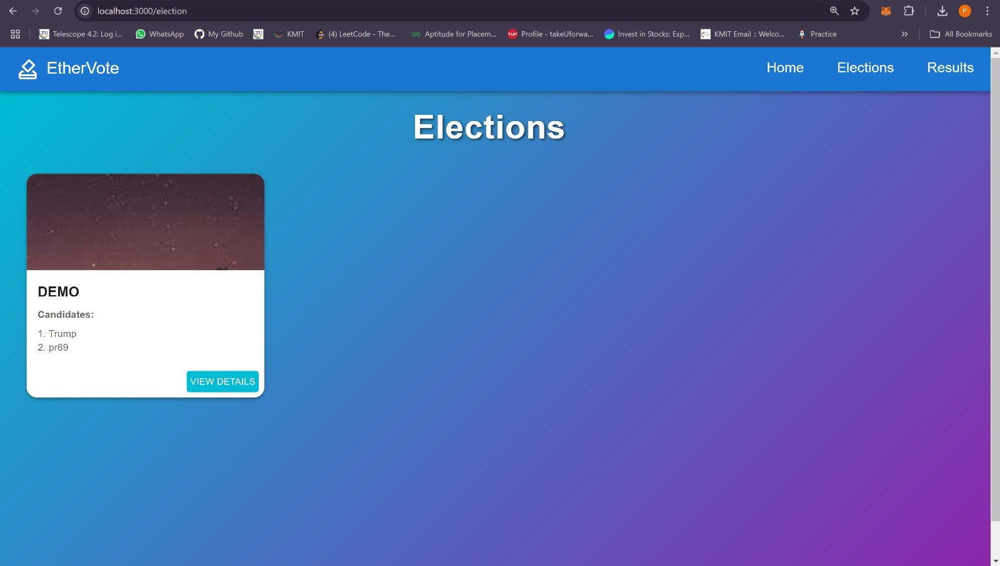 localhost:3000/election
P
Telescope 4.2: Log i...
WhatsApp
My Github
TU
KMIT
(4) LeetCode - The...
Aptitude for Placem...
Profile - takeUforwa...
Invest in Stocks: Exp...
KMIT Email :: Welco...
Practice
All Bookmarks
EtherVote
Home
Elections
Results
Elections
DEMO
Candidates:
1. Trump
2. pr69
VIEW DETAILS